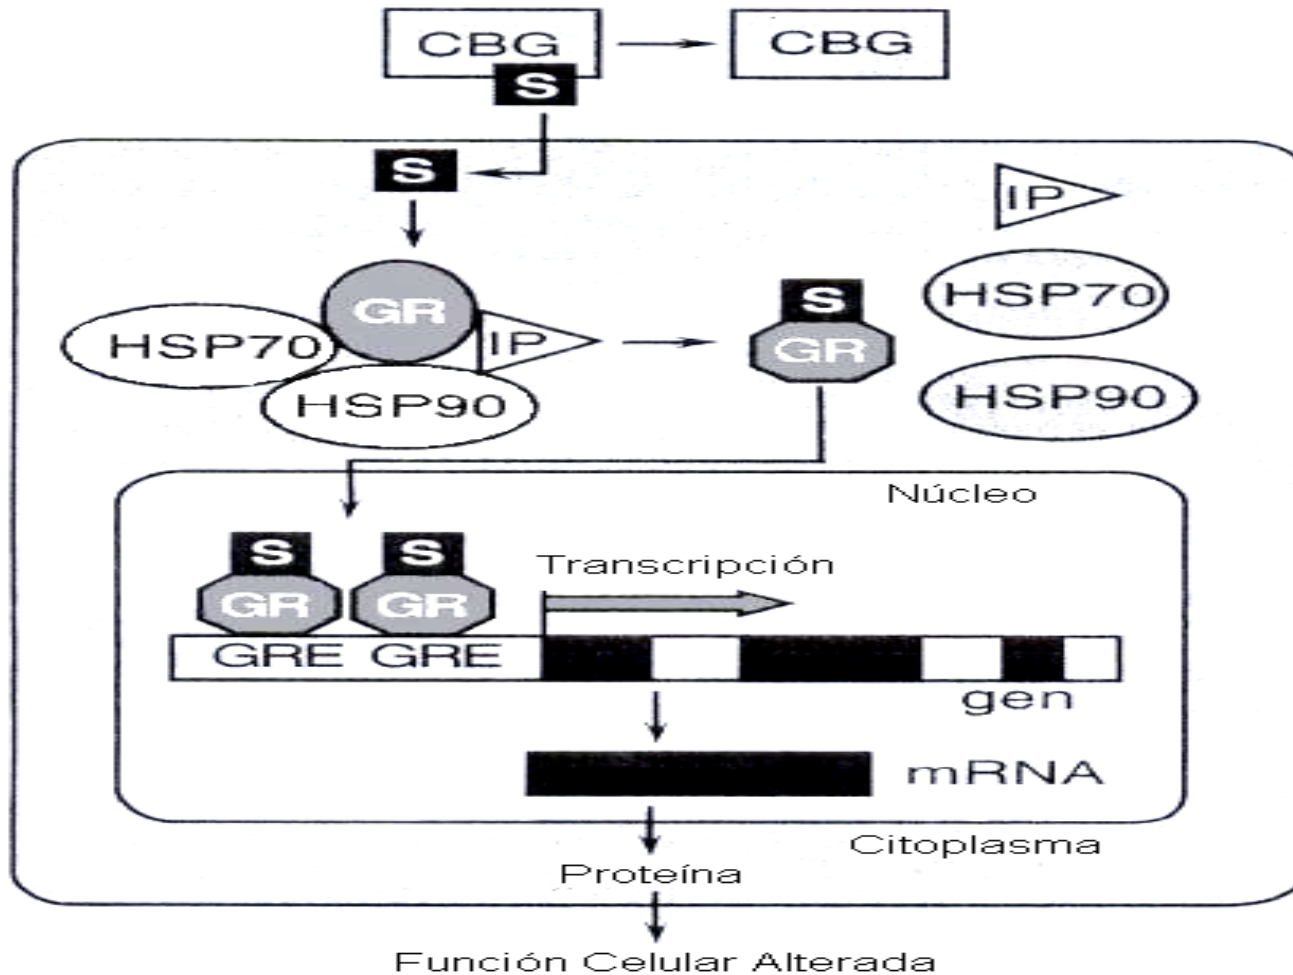 CBG
CBG
S
S
IP
GR
HSP70
IP
HSP90
S
GR
HSP70
HSP90
Núcleo
S
S
GR
GR
Transcripción
GRE
GRE
gen
mRNA
Citoplasma
Proteína
Función Celular Alterada